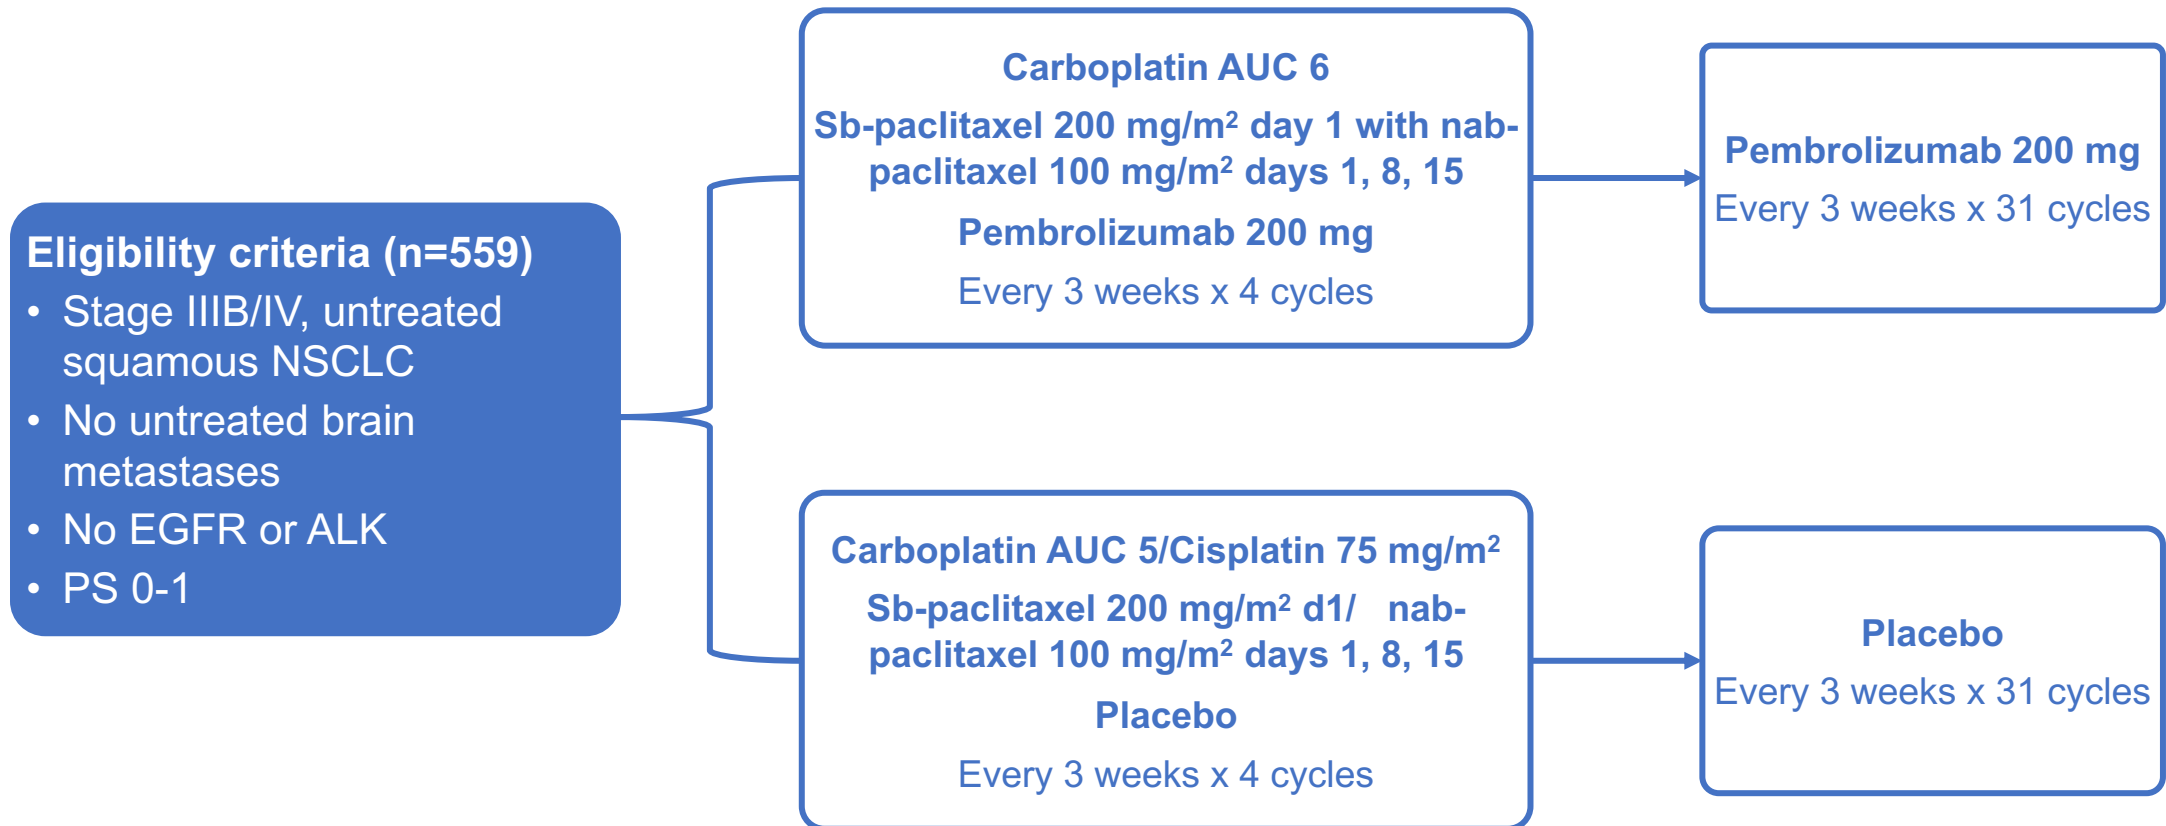 Eligibility criteria (n=559)
• Stage IIIB/IV, untreated
squamous NSCLC
• No untreated brain
metastases
• No EGFR or ALK
• PS 0-1
Carboplatin AUC 6
Sb-paclitaxel 200 mg/m² day 1 with nab-
paclitaxel 100 mg/m² days 1, 8, 15
Pembrolizumab 200 mg
Every 3 weeks x 4 cycles
Pembrolizumab 200 mg
Every 3 weeks x 31 cycles
Carboplatin AUC 5/Cisplatin 75 mg/m²
Sb-paclitaxel 200 mg/m² d1/ nab-
paclitaxel 100 mg/m² days 1, 8, 15
Placebo
Every 3 weeks x 4 cycles
Placebo
Every 3 weeks x 31 cycles